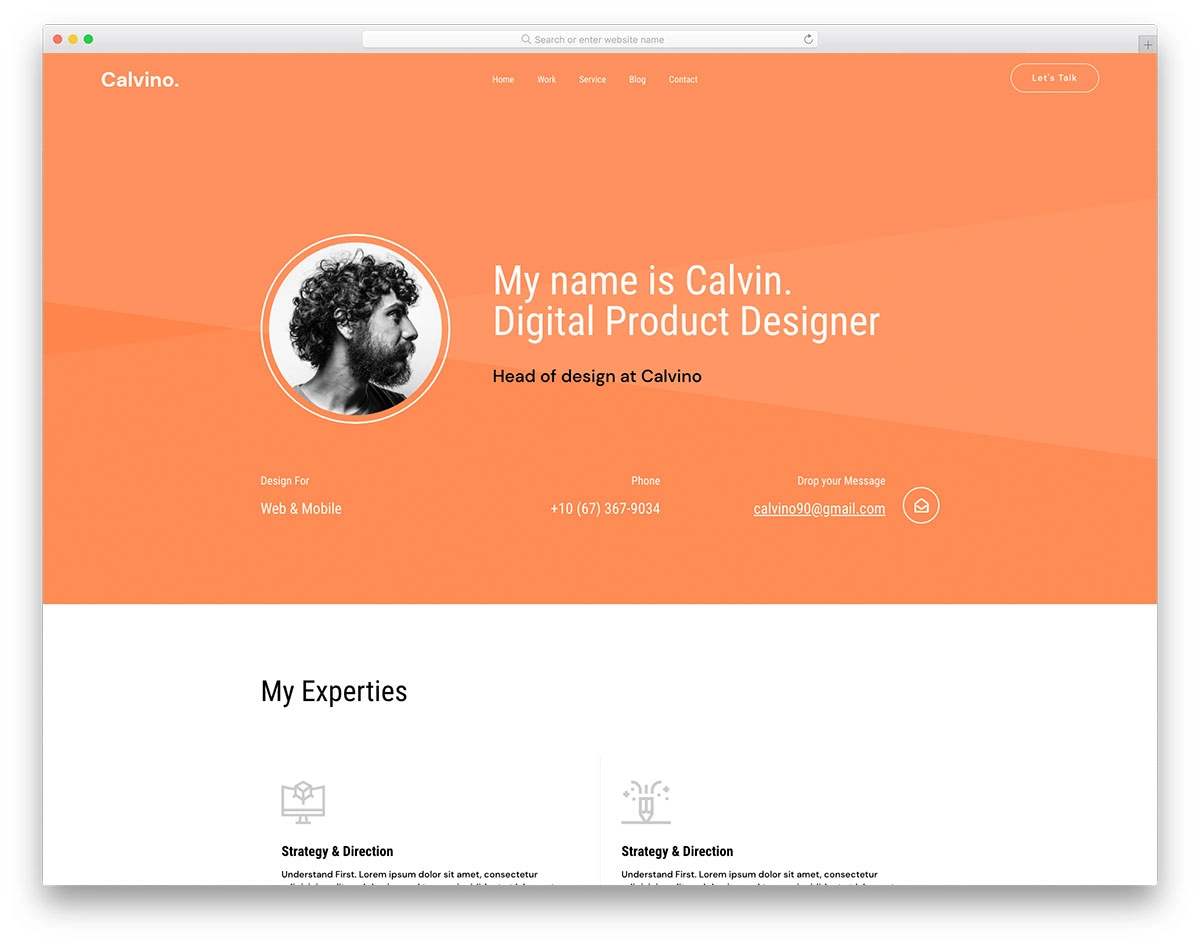 Search or enter website name
Calvino.
Home Work Service Blog Contact
Let's Talk
My name is Calvin.
Digital Product Designer
Head of design at Calvino
Design For
Web & Mobile
Phone
+10 (67) 367-9034
Drop your Message
calvino90@gmail.com
My Experties
Strategy & Direction
Understand First. Lorem ipsum dolor sit amet, consectetur
Strategy & Direction
Understand First. Lorem ipsum dolor sit amet, consectetur